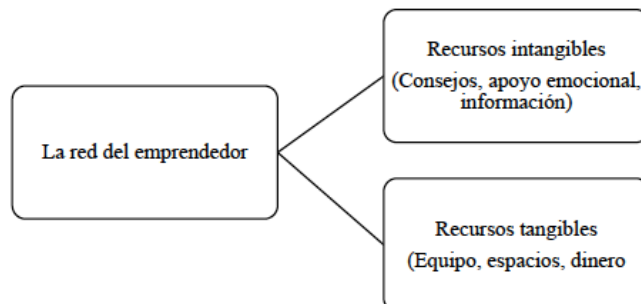 La red del emprendedor
Recursos intangibles
(Consejos, apoyo emocional,
información)
Recursos tangibles
(Equipo, espacios, dinero